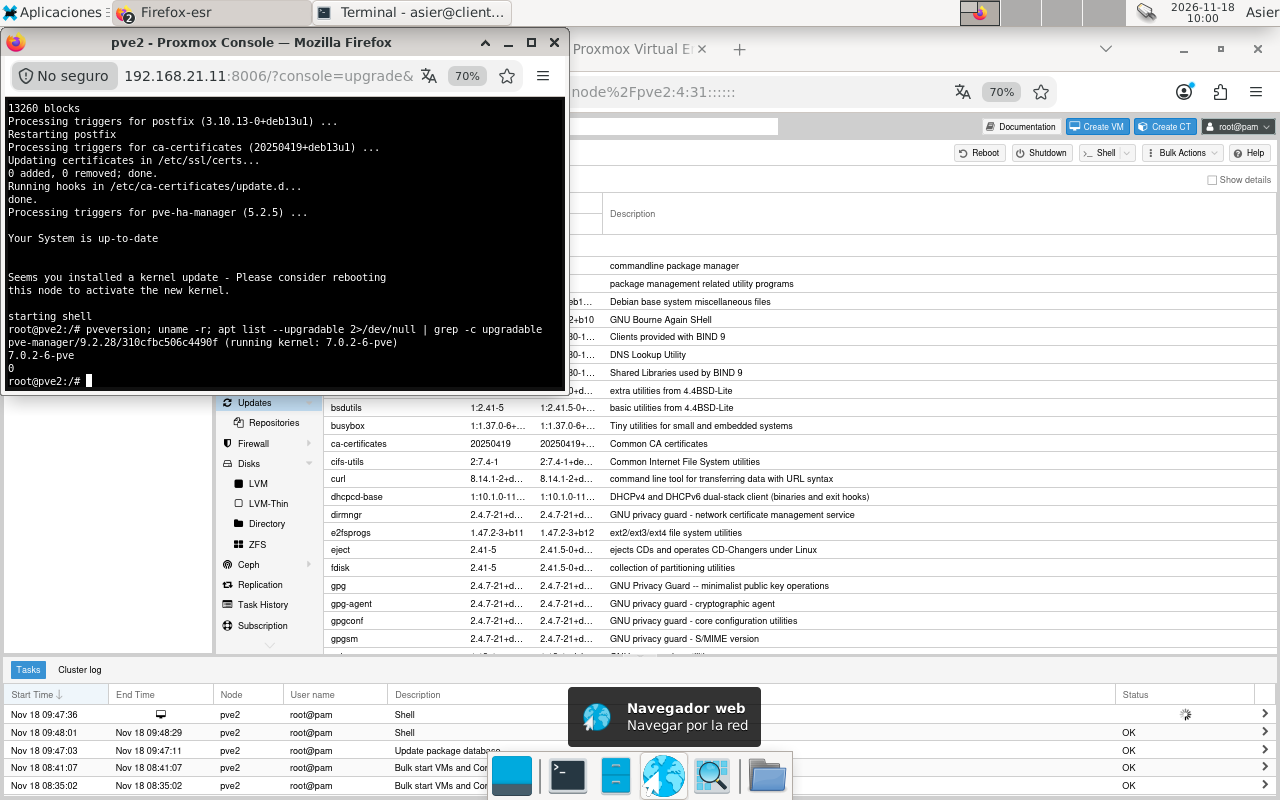 Aplicaciones
2
Firefox-esr
Terminal - asier@client...
2026-11-18
10:00
Asier
pve2 - Proxmox Console — Mozilla Firefox
No seguro
192.168.21.11:8006/?console=upgrade&
70%
13260 blocks
Processing triggers for postfix (3.10.13-0+deb13u1) ...
Restarting postfix
Processing triggers for ca-certificates (20250419+deb13u1) ...
Updating certificates in /etc/ssl/certs...
0 added, 0 removed; done.
Running hooks in /etc/ca-certificates/update.d...
done.
Processing triggers for pve-ha-manager (5.2.5) ...
Your System is up-to-date
Seems you installed a kernel update - Please consider rebooting
this node to activate the new kernel.
starting shell
root@pve2:/# pveversion; uname -r; apt list --upgradable 2>/dev/null | grep -c upgradable
pve-manager/9.2.28/310cfbc506c4490f (running kernel: 7.0.2-6-pve)
7.0.2-6-pve
0
root@pve2:/#
Proxmox Virtual E
node%2Fpve2:4:31::::::
70%
Documentation
Create VM
Create CT
root@pam
Reboot
Shutdown
Shell
Bulk Actions
Help
Show details
Description
commandline package manager
package management related utility programs
Debian base system miscellaneous files
GNU Bourne Again SHell
Clients provided with BIND 9
DNS Lookup Utility
Shared Libraries used by BIND 9
extra utilities from 4.4BSD-Lite
bsdutils 1:2.41-5 1:2.41.5-0+... basic utilities from 4.4BSD-Lite
busybox 1:1.37.0-6+... 1:1.37.0-6+... Tiny utilities for small and embedded systems
ca-certificates 20250419 20250419+... Common CA certificates
cifs-utils 2:7.4-1 2:7.4-1+de... Common Internet File System utilities
curl 8.14.1-2+d... 8.14.1-2+d... command line tool for transferring data with URL syntax
dhcpcd-base 1:10.1.0-11... 1:10.1.0-11... DHCPv4 and DHCPv6 dual-stack client (binaries and exit hooks)
dirmngr 2.4.7-21+d... 2.4.7-21+d... GNU privacy guard - network certificate management service
e2fsprogs 1.47.2-3+b11 1.47.2-3+b12 ext2/ext3/ext4 file system utilities
eject 2.41-5 2.41.5-0+d... ejects CDs and operates CD-Changers under Linux
fdisk 2.41-5 2.41.5-0+d... collection of partitioning utilities
gpg 2.4.7-21+d... 2.4.7-21+d... GNU Privacy Guard -- minimalist public key operations
gpg-agent 2.4.7-21+d... 2.4.7-21+d... GNU privacy guard - cryptographic agent
gpgconf 2.4.7-21+d... 2.4.7-21+d... GNU privacy guard - core configuration utilities
gpgsm 2.4.7-21+d... 2.4.7-21+d... GNU privacy guard - S/MIME version
Updates
Repositories
Firewall
Disks
LVM
LVM-Thin
Directory
ZFS
Ceph
Replication
Task History
Subscription
Tasks
Cluster log
Start Time End Time Node User name Description Status
Nov 18 09:47:36 pve2 root@pam Shell
Nov 18 09:48:01 Nov 18 09:48:29 pve2 root@pam Shell OK
Nov 18 09:47:03 Nov 18 09:47:11 pve2 root@pam Update package database OK
Nov 18 08:41:07 Nov 18 08:41:07 pve2 root@pam Bulk start VMs and Con OK
Nov 18 08:35:02 Nov 18 08:35:02 pve2 root@pam Bulk start VMs and Con OK
Navegador web
Navegar por la red